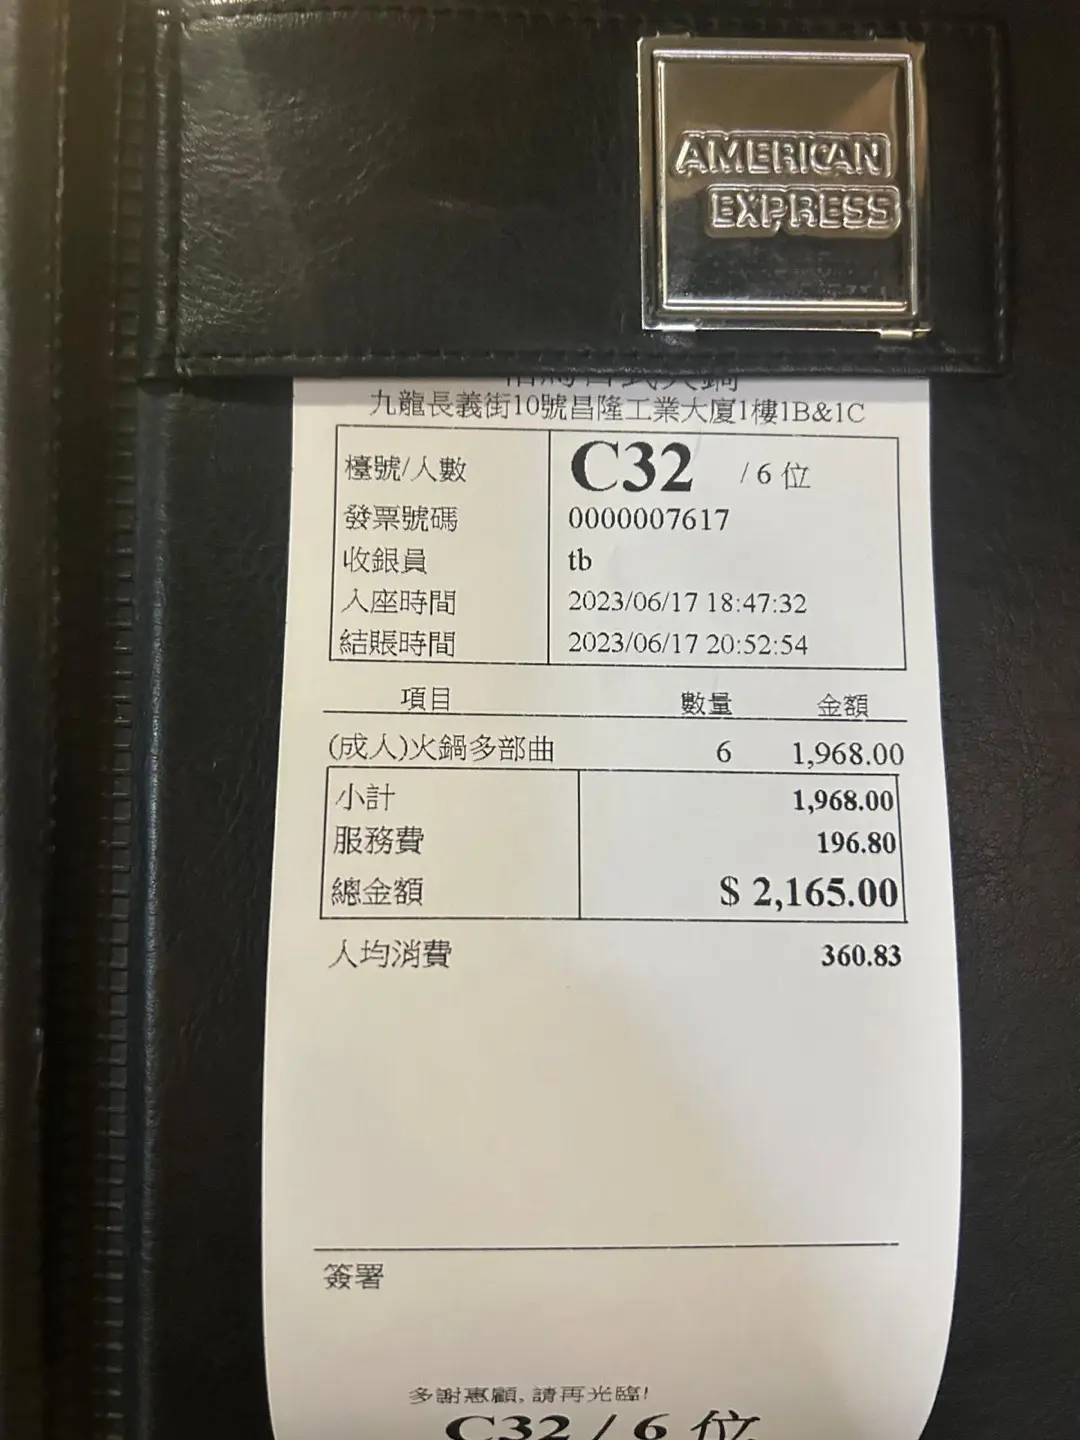 AMERICAN
EXPRESS
九龍長義街10號昌隆工業大廈1樓1B&1C
檯號/人數 C32 / 6 位
發票號碼 0000007617
收銀員 tb
入座時間 2023/06/17 18:47:32
結賬時間 2023/06/17 20:52:54
項目 數量 金額
(成人)火鍋多部曲 6 1,968.00
小計 1,968.00
服務費 196.80
總金額 $ 2,165.00
人均消費 360.83
簽署
多謝惠顧, 請再光臨!
C32 / 6 位